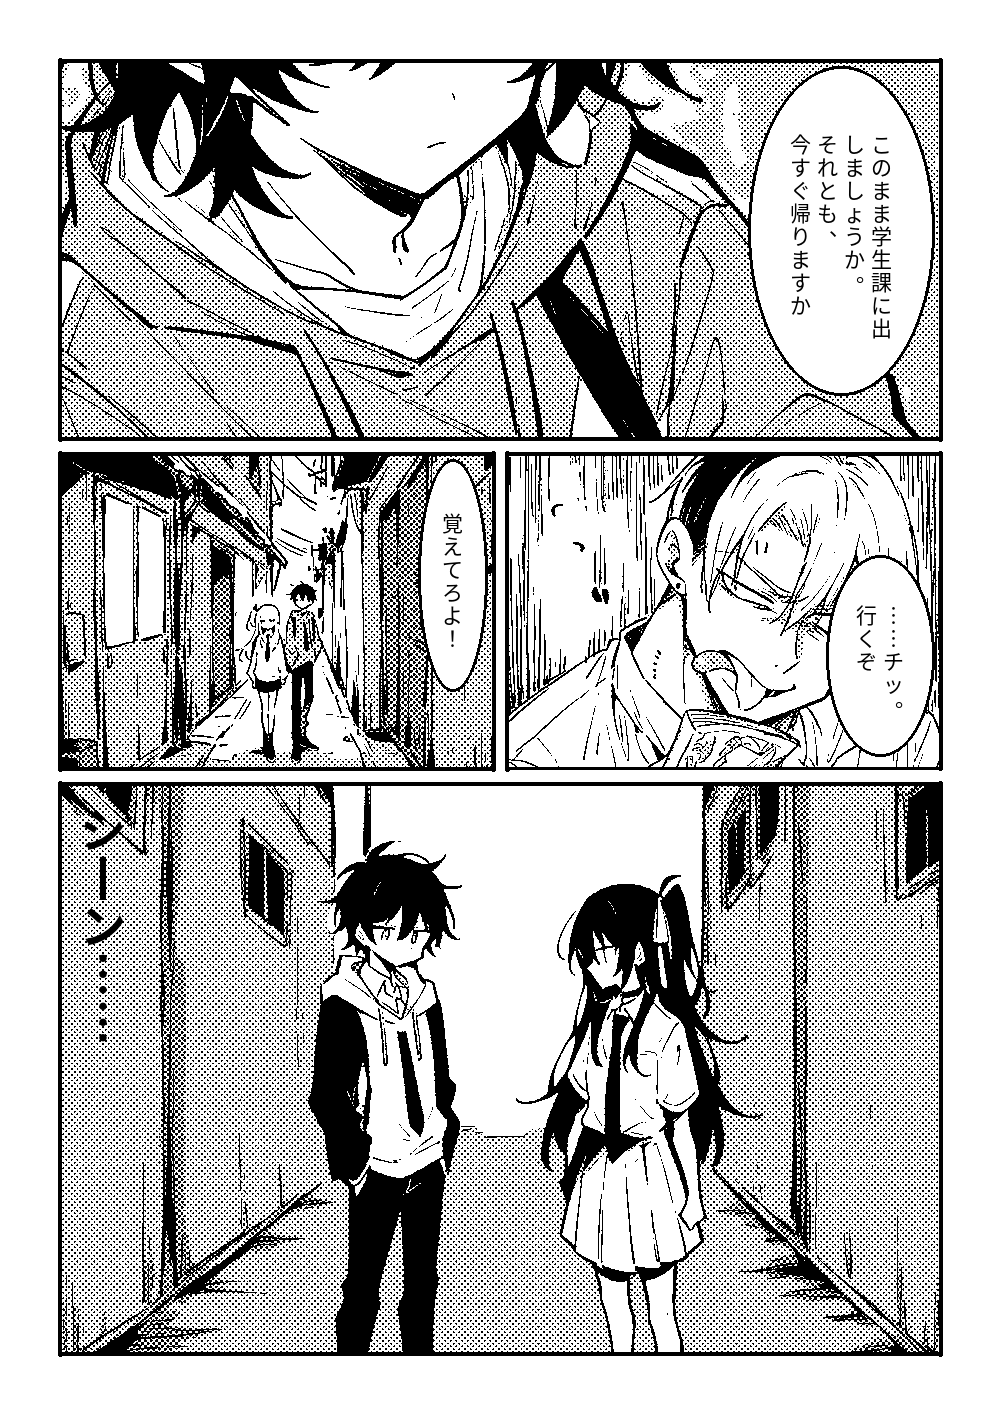 このまま学生課に出
しましょうか。
それとも、
今すぐ帰りますか
……チッ。
行くぞ
覚えてろよ！
シーン………